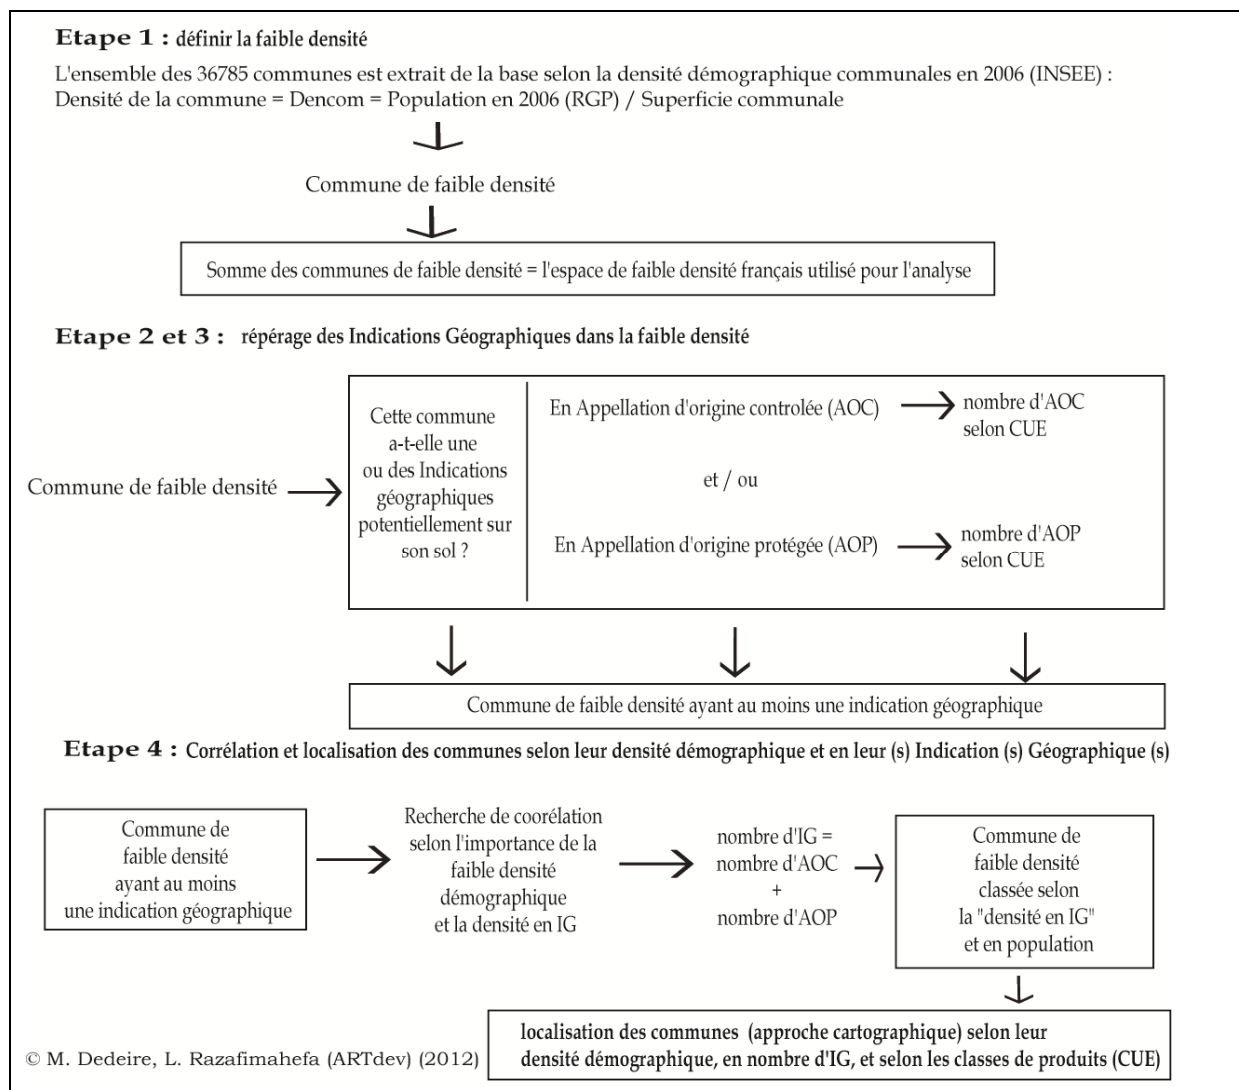 Etape 1 : définir la faible densité
L'ensemble des 36785 communes est extrait de la base selon la densité démographique communales en 2006 (INSEE) :
Densité de la commune = Dencom = Population en 2006 (RGP) / Superficie communale
Commune de faible densité
Somme des communes de faible densité = l'espace de faible densité français utilisé pour l'analyse
Etape 2 et 3 : répérage des Indications Géographiques dans la faible densité
Commune de faible densité
Cette commune
a-t-elle une
ou des Indications
géographiques
potentiellement sur
son sol ?
En Appellation d'origine controlée (AOC)
nombre d'AOC
selon CUE
et / ou
En Appellation d'origine protégée (AOP)
nombre d'AOP
selon CUE
Commune de faible densité ayant au moins une indication géographique
Etape 4 : Corrélation et localisation des communes selon leur densité démographique et en leur (s) Indication (s) Géographique (s)
Commune de
faible densité
ayant au moins
une indication géographique
Recherche de coorélation
selon l'importance de la
faible densité
démographique
et la densité en IG
nombre d'IG =
nombre d'AOC
+
nombre d'AOP
Commune de
faible densité
classée selon
la "densité en IG"
et en population
localisation des communes (approche cartographique) selon leur
densité démographique, en nombre d'IG, et selon les classes de produits (CUE)
© M. Dedeire, L. Razafimahefa (ARTdev) (2012)